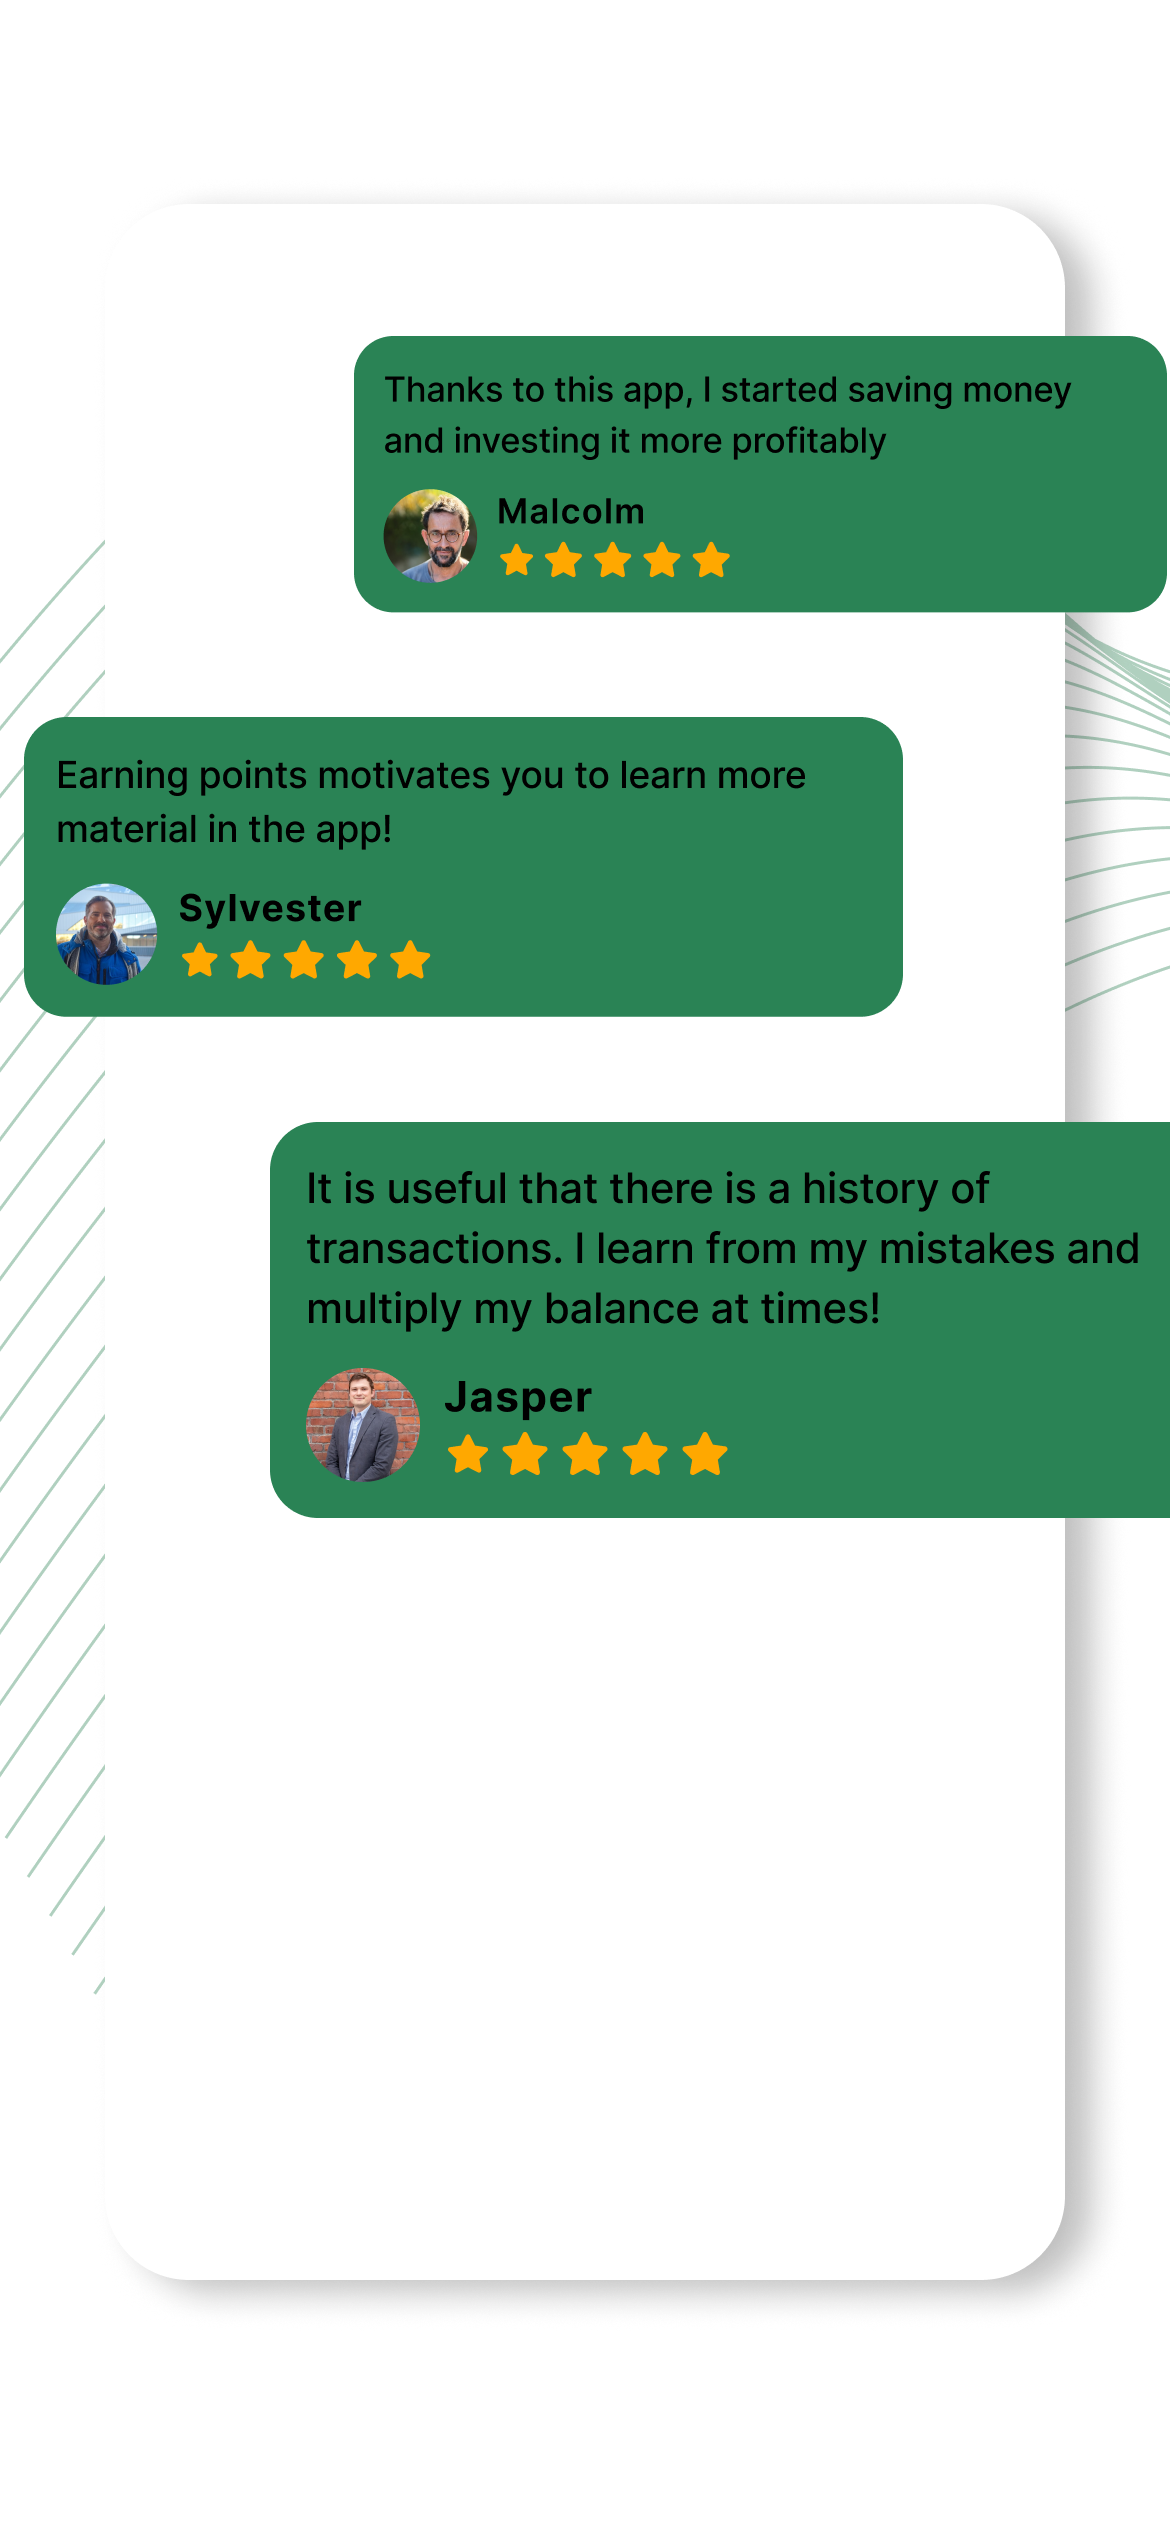 Thanks to this app, I started saving money
and investing it more profitably
Malcolm
Earning points motivates you to learn more
material in the app!
Sylvester
It is useful that there is a history of
transactions. I learn from my mistakes and
multiply my balance at times!
Jasper